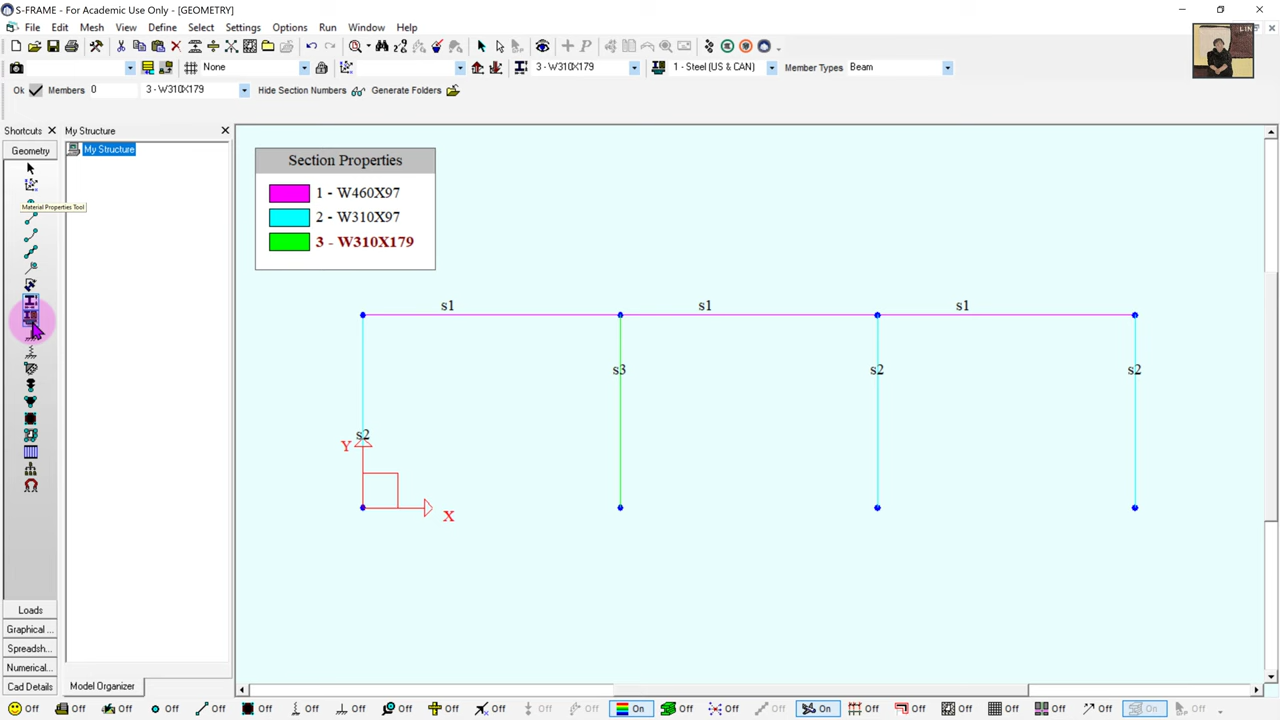 S-FRAME - For Academic Use Only - [GEOMETRY]
File Edit Mesh View Define Select Settings Options Run Window Help
None 3 - W310X179 1 - Steel (US & CAN) Member Types Beam
LIN
Ok Members 0 3 - W310X179 Hide Section Numbers Generate Folders
Shortcuts My Structure
Geometry My Structure
Material Properties Tool
Section Properties
1 - W460X97
2 - W310X97
3 - W310X179
s1 s1 s1
s3 s2 s2
s2
Y
X
Loads
Graphical ...
Spreadsh...
Numerical...
Cad Details Model Organizer
Off Off Off Off Off Off Off Off Off Off Off Off Off On Off Off Off On Off Off Off Off Off Off On Off